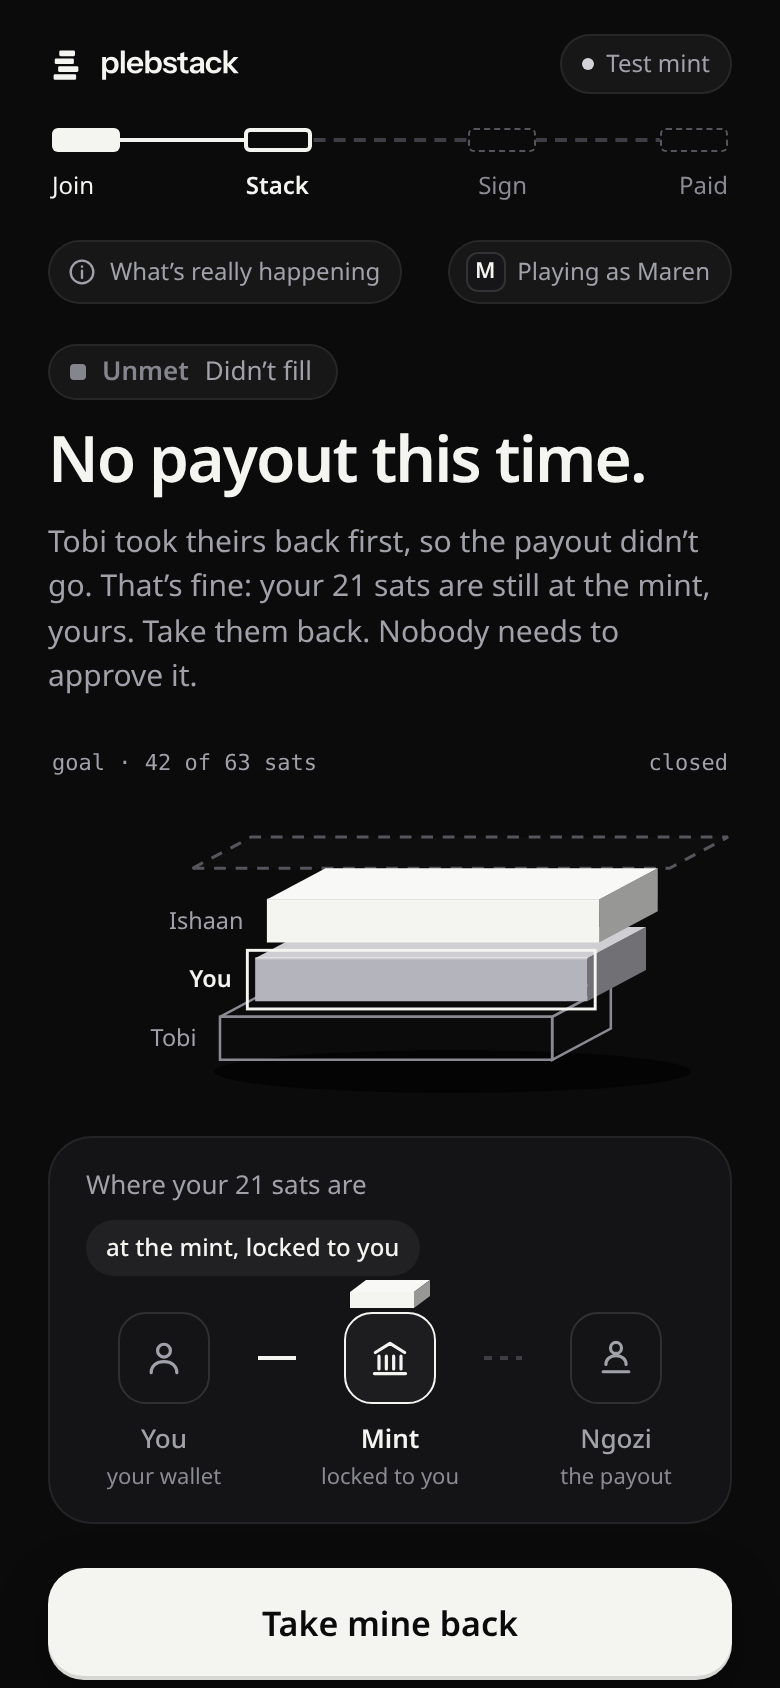 plebstack
Test mint
Join
Stack
Sign
Paid
What’s really happening
M Playing as Maren
Unmet Didn’t fill
No payout this time.
Tobi took theirs back first, so the payout didn’t
go. That’s fine: your 21 sats are still at the mint,
yours. Take them back. Nobody needs to
approve it.
goal · 42 of 63 sats
closed
Ishaan
You
Tobi
Where your 21 sats are
at the mint, locked to you
You
Mint
Ngozi
your wallet
locked to you
the payout
Take mine back